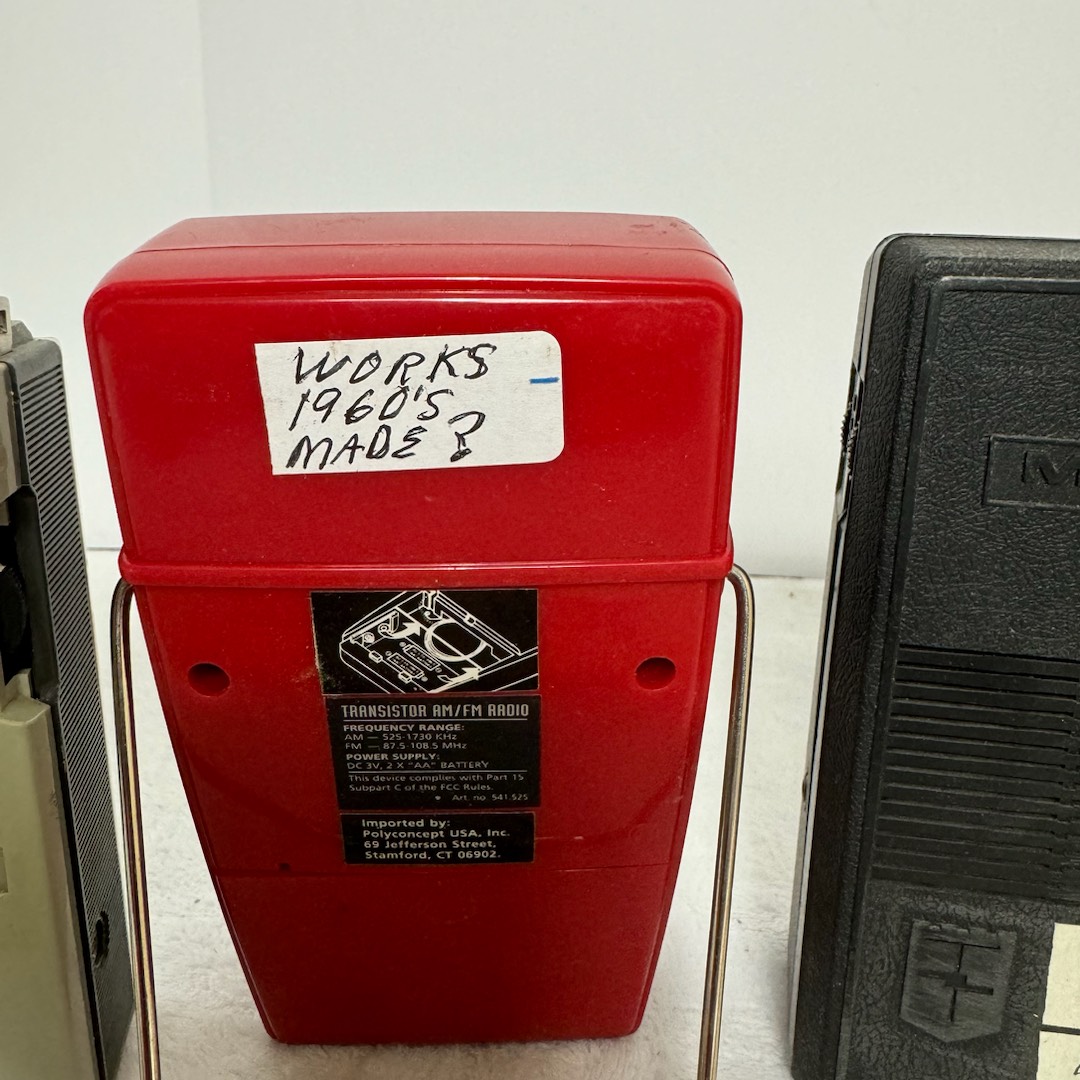 WORKS
1960'S
MADE?
TRANSISTOR AM/FM RADIO
FREQUENCY RANGE:
AM — 525-1730 KHz
FM — 87.5-108.5 MHz
POWER SUPPLY:
DC 3V, 2 X "AA" BATTERY
This device complies with Part 15
Subpart C of the FCC Rules.
Art. no. 541.525
Imported by:
Polyconcept USA, Inc.
69 Jefferson Street,
Stamford, CT 06902.